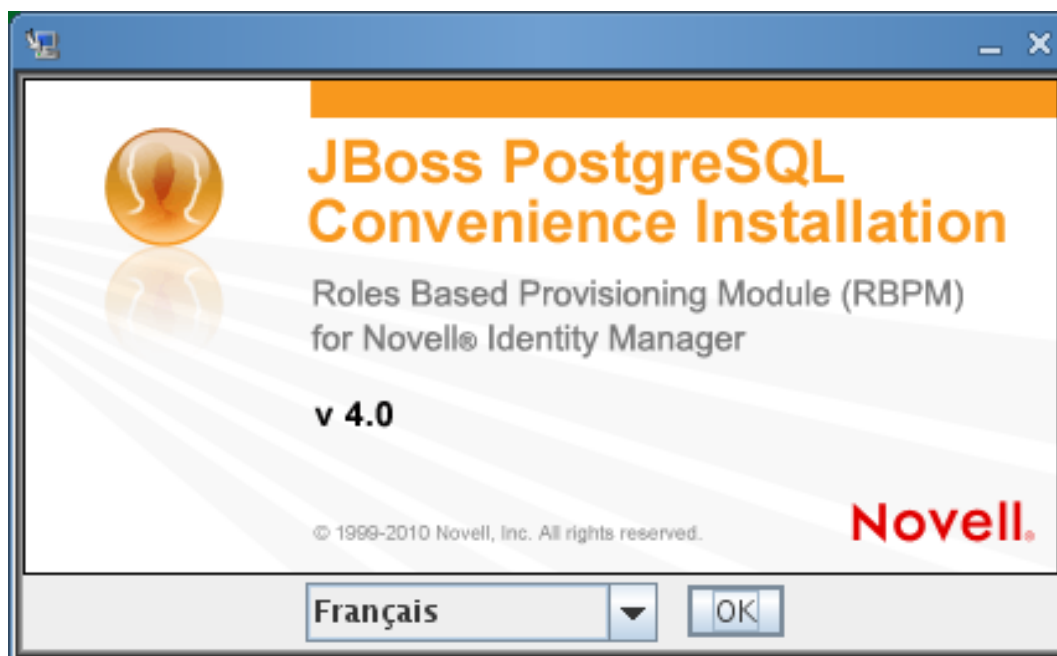 JBoss PostgreSQL
Convenience Installation
Roles Based Provisioning Module (RBPM)
for Novell® Identity Manager
v 4.0
© 1999-2010 Novell, Inc. All rights reserved.
Novell®
Français
OK